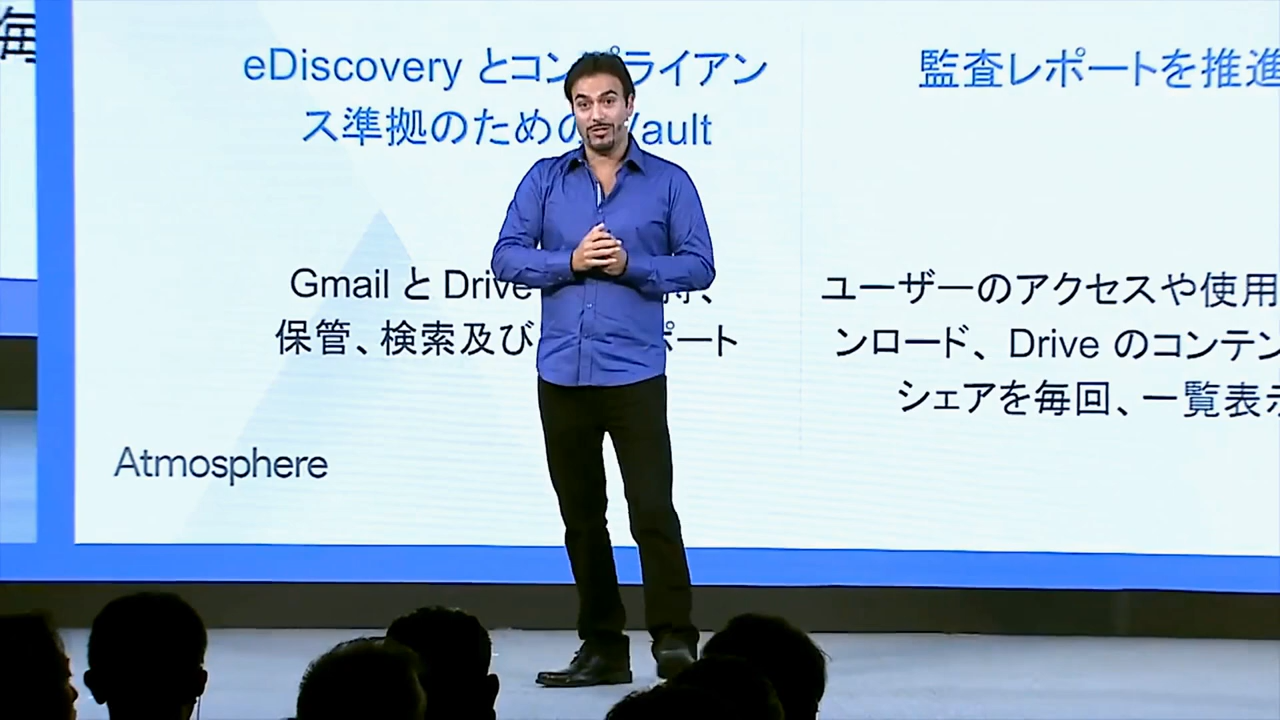 海
eDiscovery とコンプライアン
ス準拠のための Vault
Gmail と Drive
保管、検索及び ポート
Atmosphere
監査レポートを推進
ユーザーのアクセスや使用
ンロード、Drive のコンテン
シェアを毎回、一覧表示